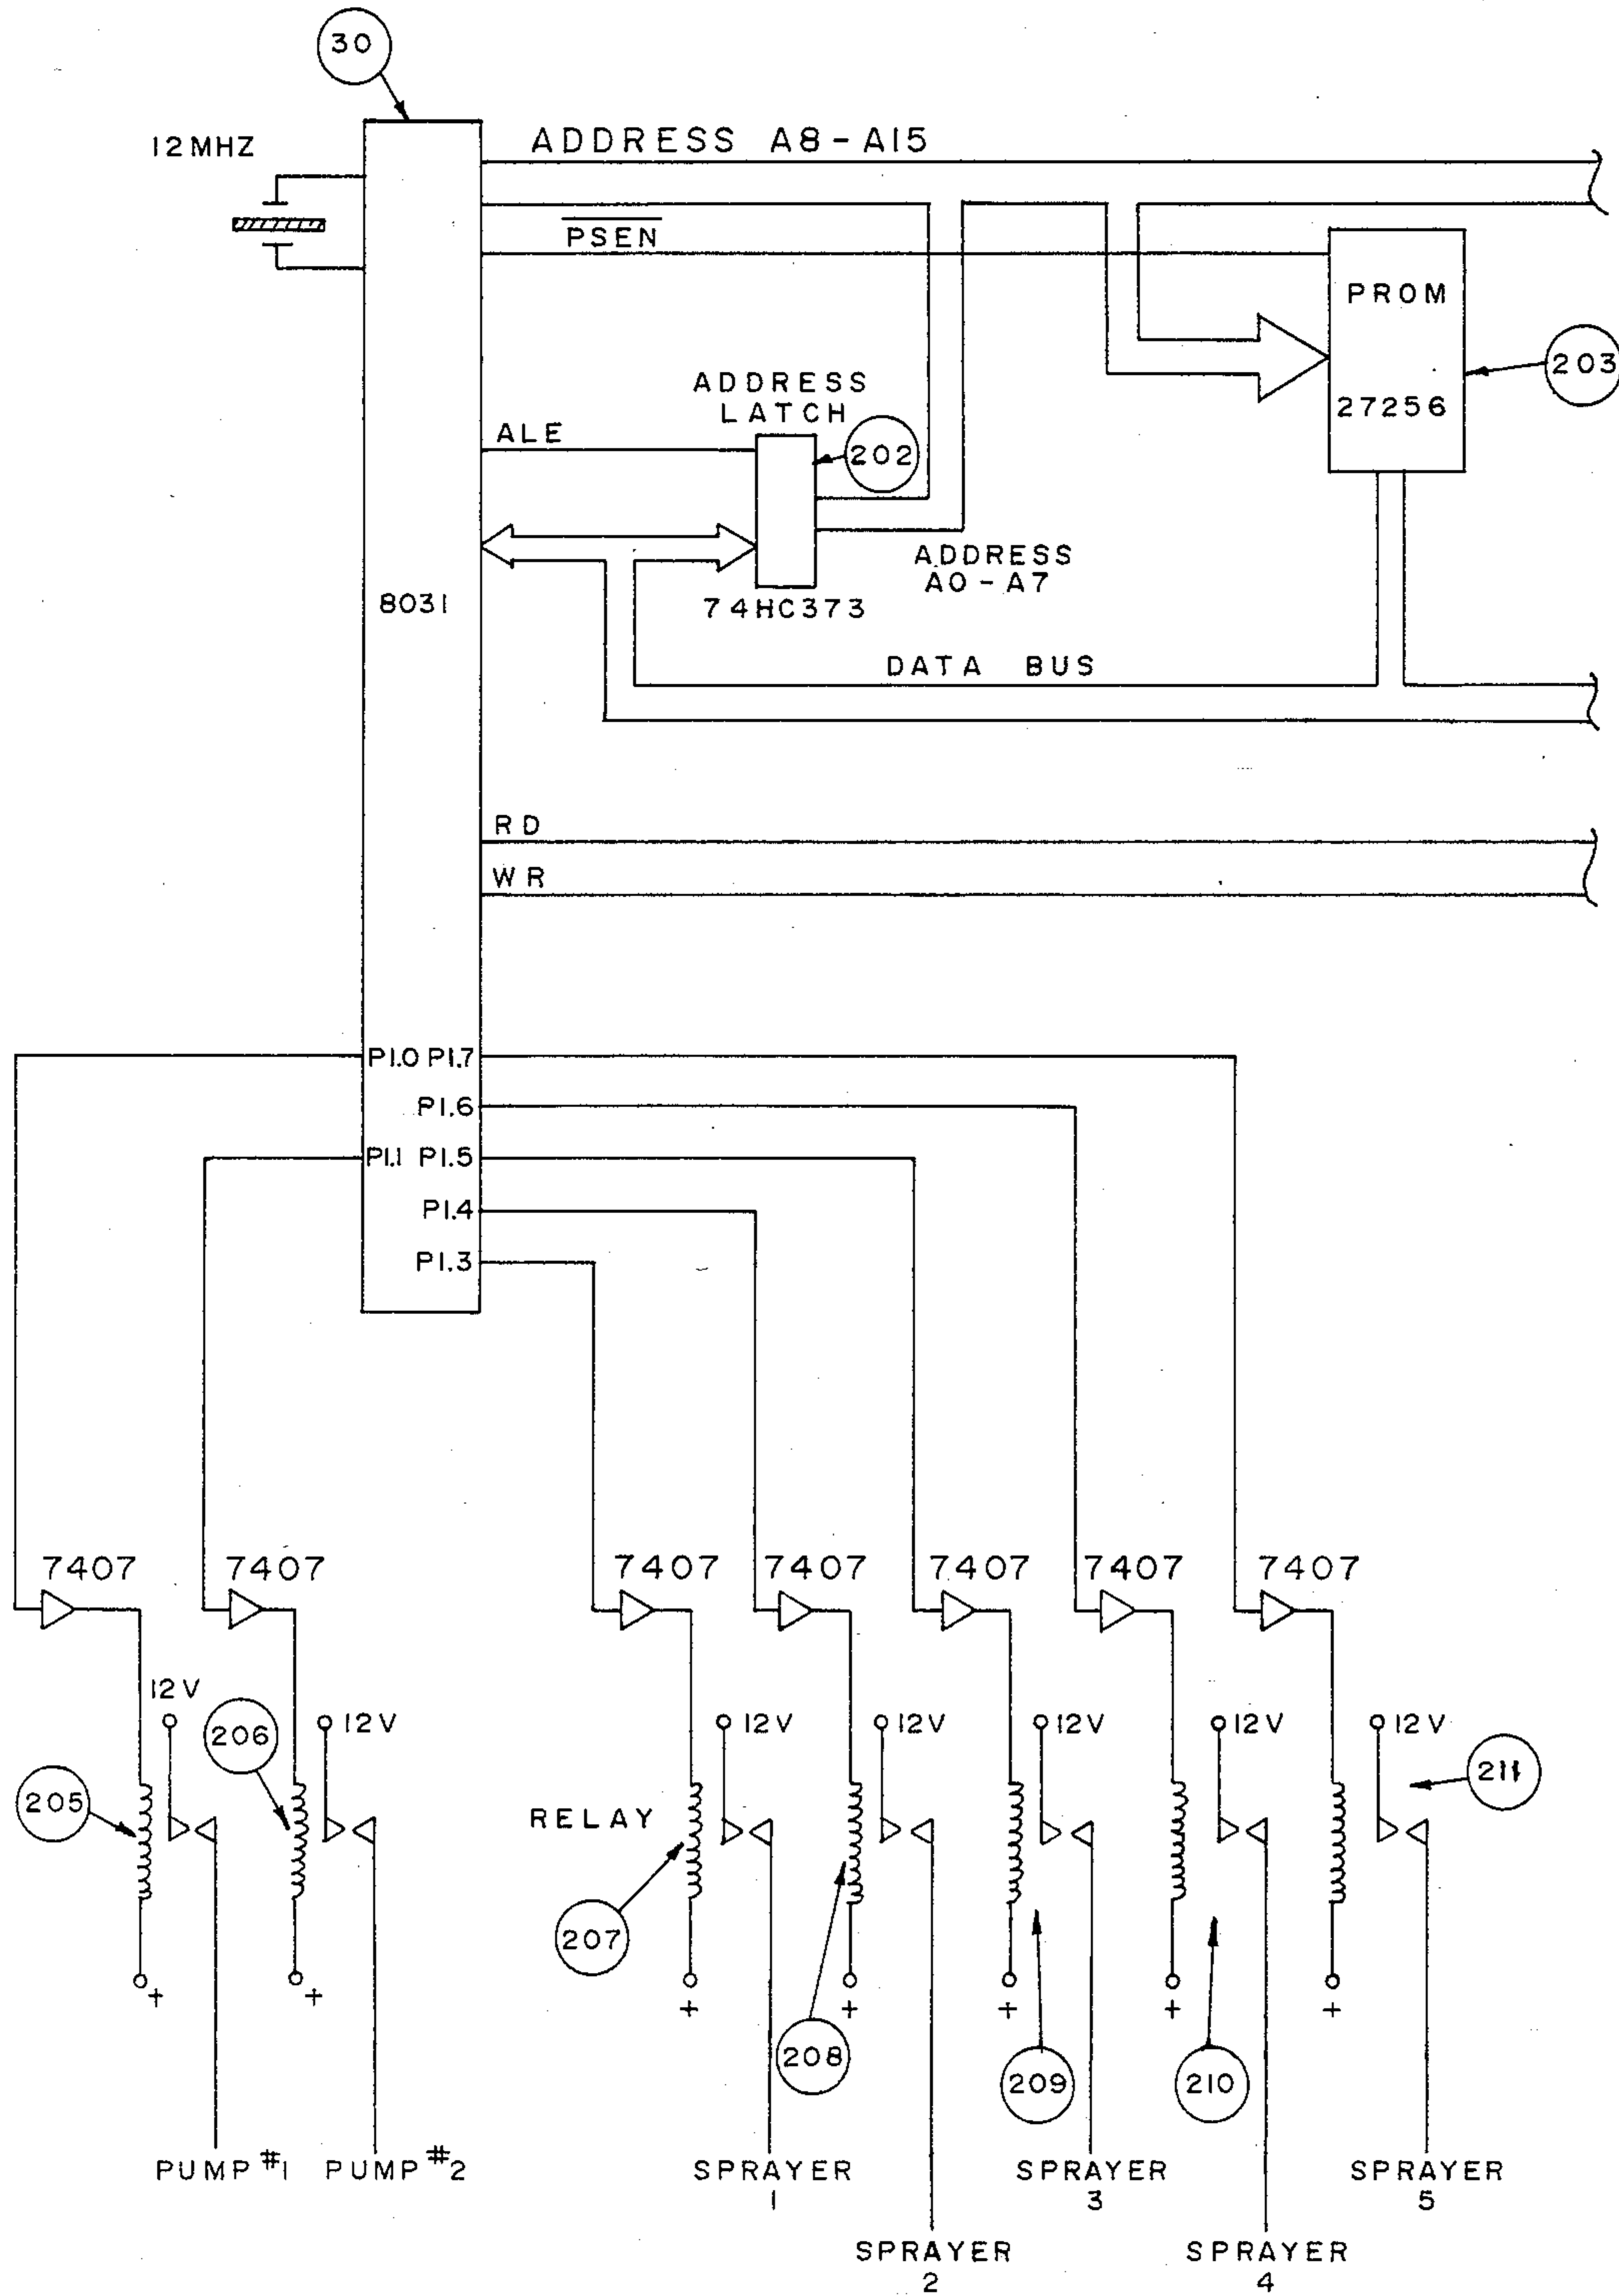 30
12MHZ
ADDRESS A8-A15
PSEN
PROM
27256
203
ADDRESS
LATCH
ALE
202
ADDRESS
A0-A7
8031
74HC373
DATA BUS
RD
WR
P1.0 P1.7
P1.6
P1.1 P1.5
P1.4
P1.3
7407 7407 7407 7407 7407 7407 7407
12V
206 12V 12V 12V 12V 12V 12V
205
211
RELAY
207
+ + + + + + +
208
209
210
PUMP #1 PUMP #2
SPRAYER
1
SPRAYER
3
SPRAYER
5
SPRAYER
2
SPRAYER
4